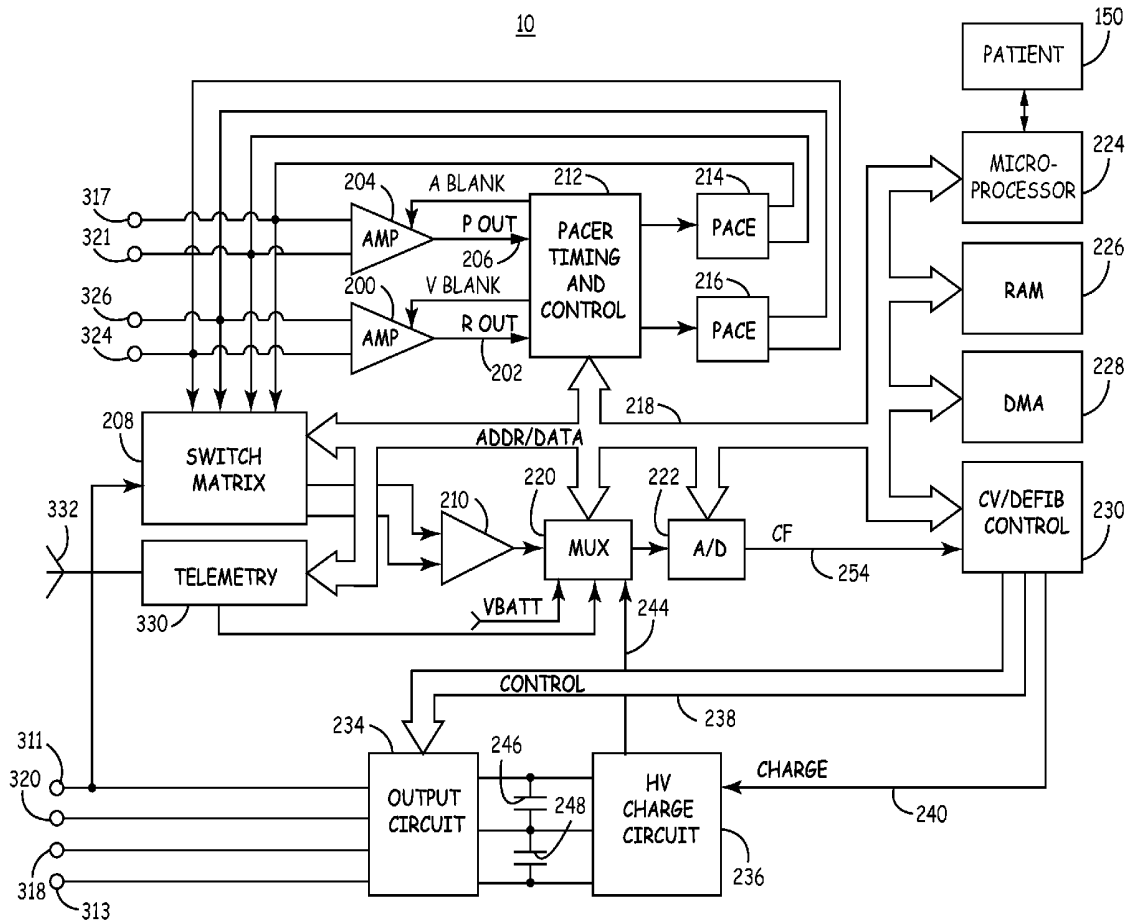 10
150
PATIENT
224
MICRO-
PROCESSOR
317
204
A BLANK
212
214
AMP
P OUT
206
PACER
TIMING
AND
CONTROL
PACE
321
226
RAM
200
V BLANK
216
326
AMP
R OUT
202
PACE
324
228
DMA
218
208
SWITCH
MATRIX
ADDR/DATA
210
220
222
CV/DEFIB
CONTROL
230
332
MUX
A/D
CF
254
TELEMETRY
330
VBATT
244
CONTROL
238
234
246
311
OUTPUT
CIRCUIT
HV
CHARGE
CIRCUIT
CHARGE
240
320
248
236
318
313